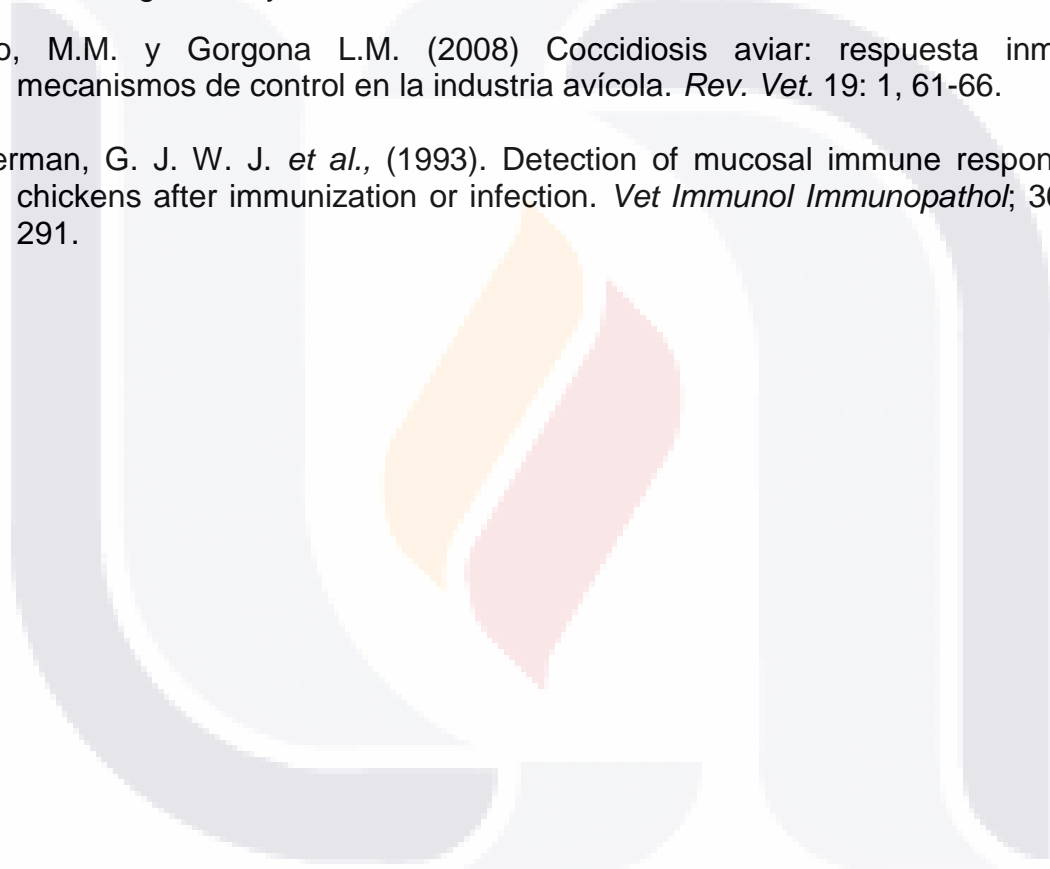 o, M.M. y Gorgona L.M. (2008) Coccidiosis aviar: respuesta inm
mecanismos de control en la industria avícola. Rev. Vet. 19: 1, 61-66.
erman, G. J. W. J. et al., (1993). Detection of mucosal immune respon
chickens after immunization or infection. Vet Immunol Immunopathol; 3
291.